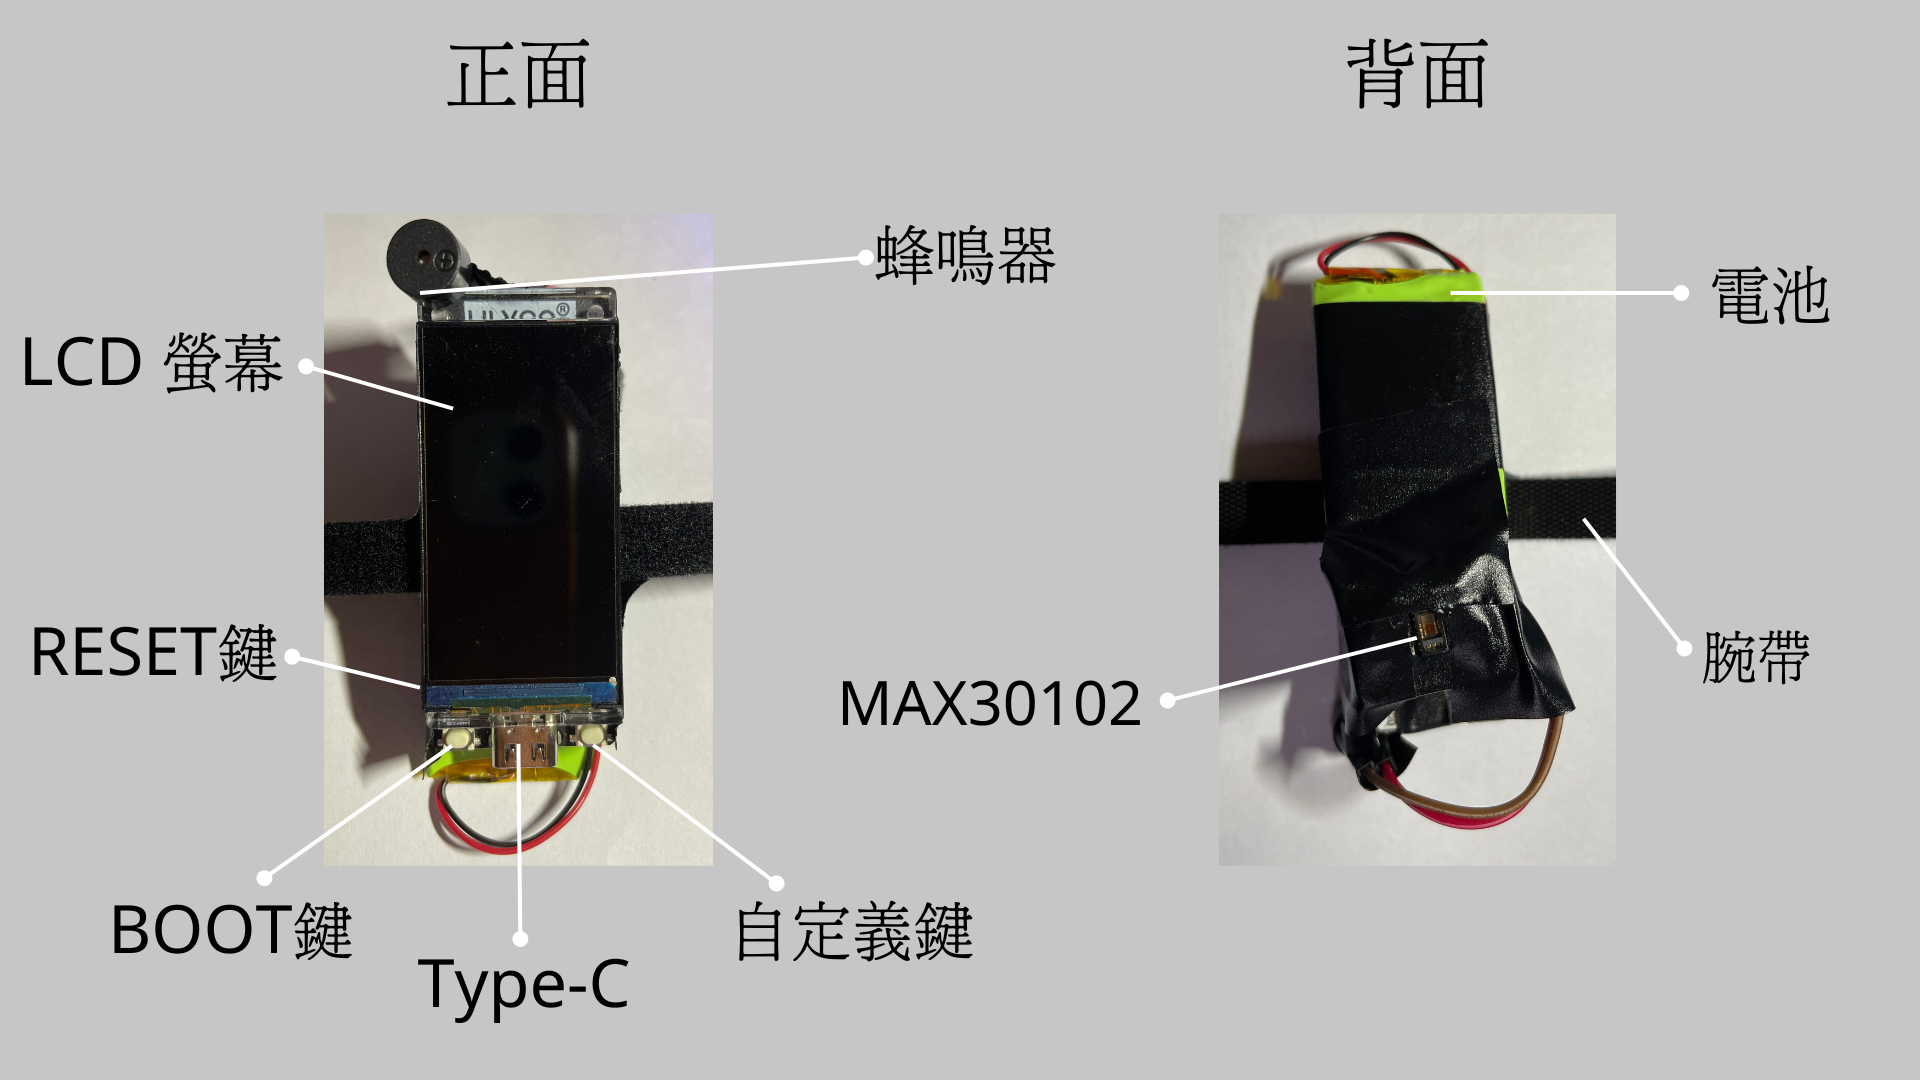 正面
背面
蜂鳴器
電池
LCD 螢幕
RESET鍵
腕帶
MAX30102
BOOT鍵
自定義鍵
Type-C